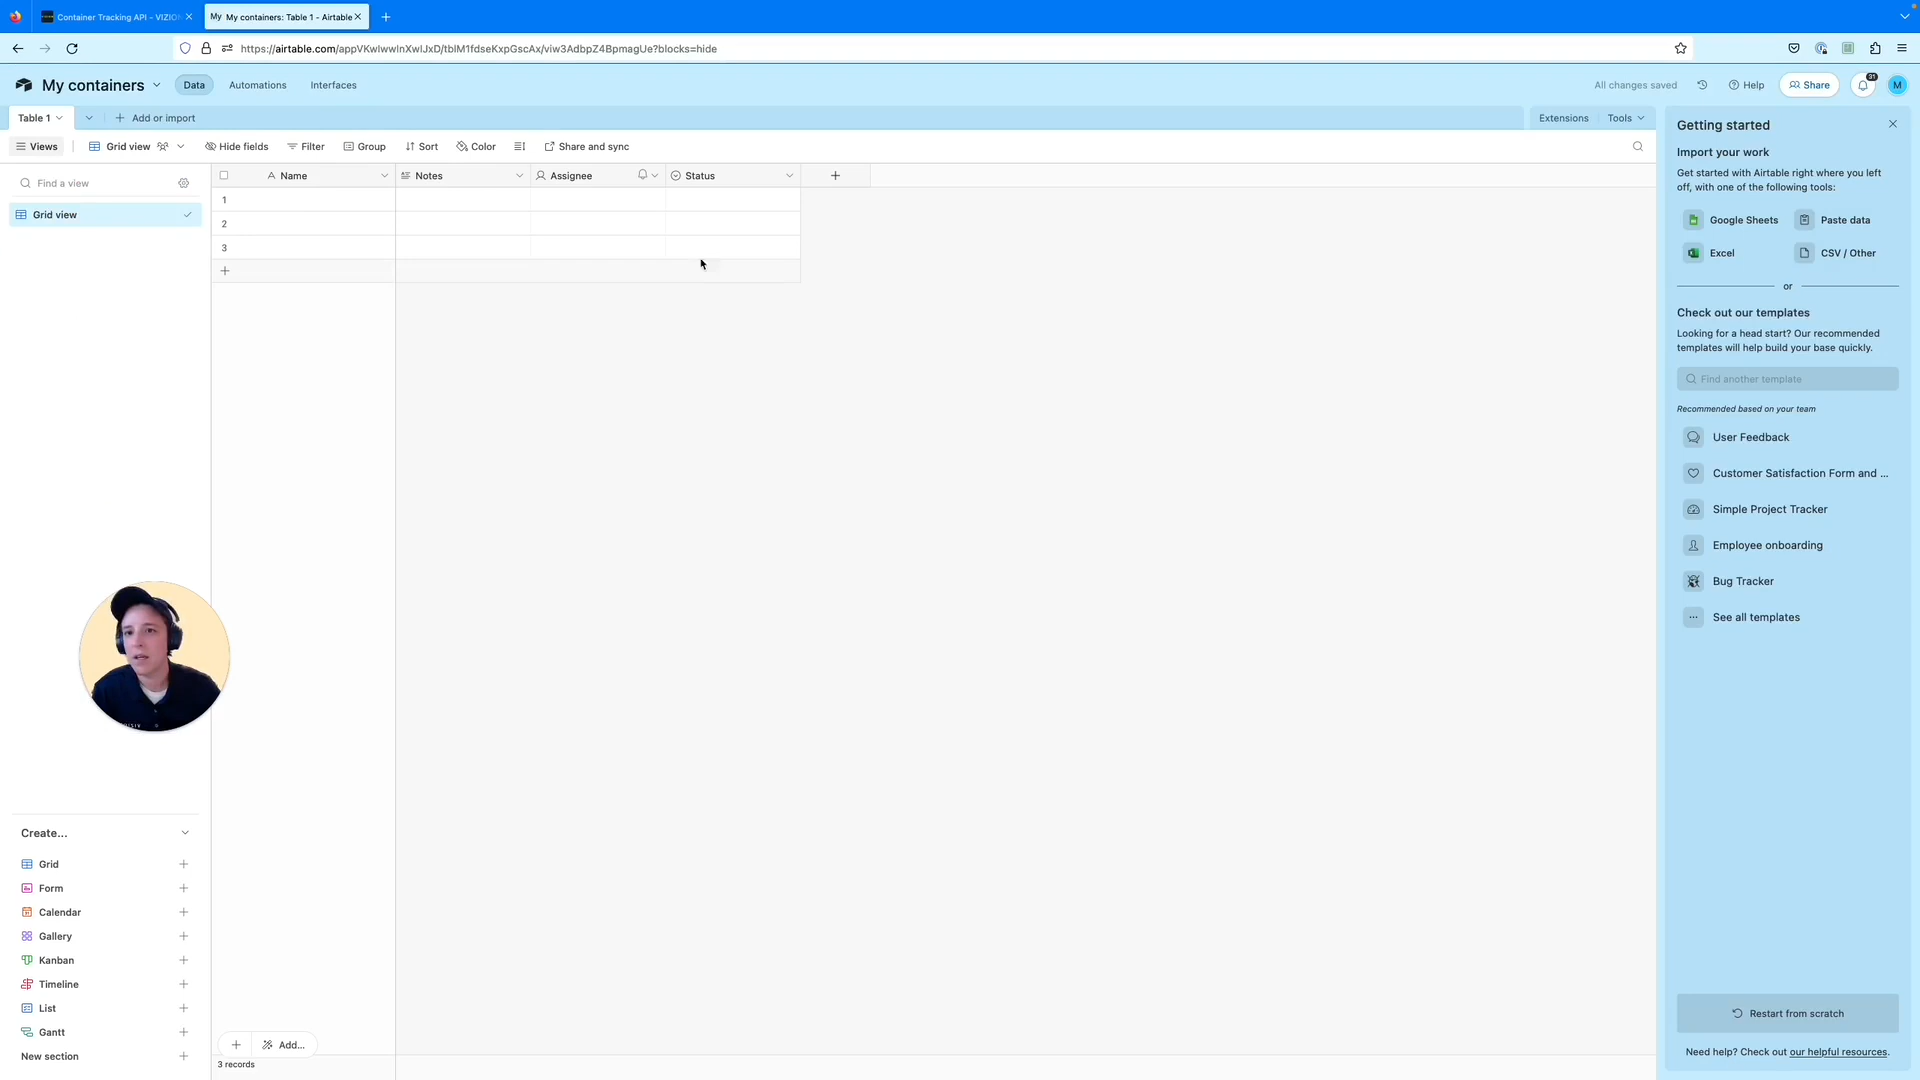 Container Tracking API – VIZION
My My containers: Table 1 - Airtable
https://airtable.com/appVKwIwwlnXwIJxD/tblM1fdseKxpGscAx/viw3AdbpZ4BpmagUe?blocks=hide
My containers
Data
Automations
Interfaces
All changes saved
Help
Share
31
M
Table 1
Add or import
Extensions
Tools
Views
Grid view
Hide fields
Filter
Group
Sort
Color
Share and sync
Find a view
Grid view
Name
Notes
Assignee
Status
1
2
3
Getting started
Import your work
Get started with Airtable right where you left
off, with one of the following tools:
Google Sheets
Paste data
Excel
CSV / Other
or
Check out our templates
Looking for a head start? Our recommended
templates will help build your base quickly.
Find another template
Recommended based on your team
User Feedback
Customer Satisfaction Form and ...
Simple Project Tracker
Employee onboarding
Bug Tracker
See all templates
Create...
Grid
Form
Calendar
Gallery
Kanban
Timeline
List
Gantt
New section
Add...
3 records
Restart from scratch
Need help? Check out our helpful resources.